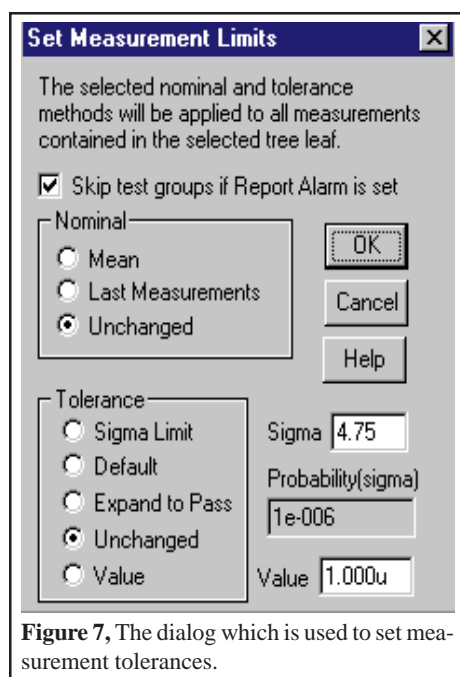 Set Measurement Limits
The selected nominal and tolerance
methods will be applied to all measurements
contained in the selected tree leaf.
Skip test groups if Report Alarm is set
Nominal
Mean
Last Measurements
Unchanged
OK
Cancel
Help
Tolerance
Sigma Limit
Default
Expand to Pass
Unchanged
Value
Sigma 4.75
Probability(sigma)
1e-006
Value 1.000u
Figure 7, The dialog which is used to set mea-
surement tolerances.